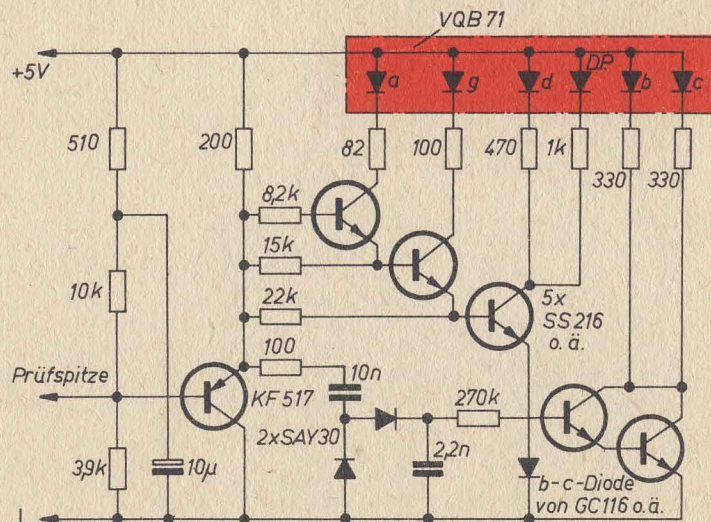 VQB 71
+5V
a
g
d
D.P.
b
c
510
200
82
100
470
1k
330
330
8,2k
15k
10k
22k
5x
SS 216
o. ä.
100
10n
Prüfspitze
KF 517
270k
2xSAY30
3,9k
10µ
2,2n
b-c-Diode
von GC116 o.ä.
⊥